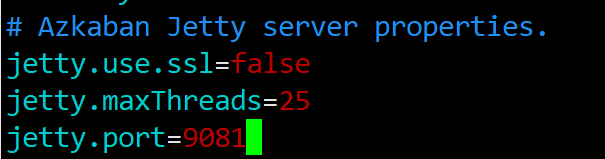 # Azkaban Jetty server properties.
jetty.use.ssl=false
jetty.maxThreads=25
jetty.port=9081